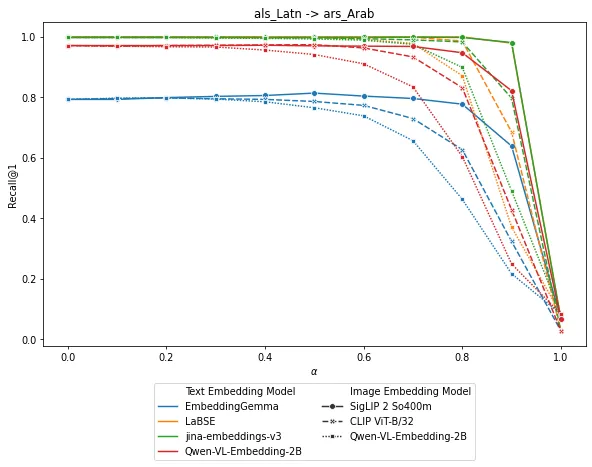 als_Latn -> ars_Arab
1.0
0.8
0.6
0.4
0.2
0.0
Recall@1
0.0 0.2 0.4 0.6 0.8 1.0
α
Text Embedding Model
EmbeddingGemma
LaBSE
jina-embeddings-v3
Qwen-VL-Embedding-2B
Image Embedding Model
SigLIP 2 So400m
CLIP ViT-B/32
Qwen-VL-Embedding-2B